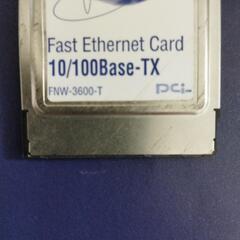 Fast Ethernet Card
10/100Base-TX
FNW-3600-T
PCI